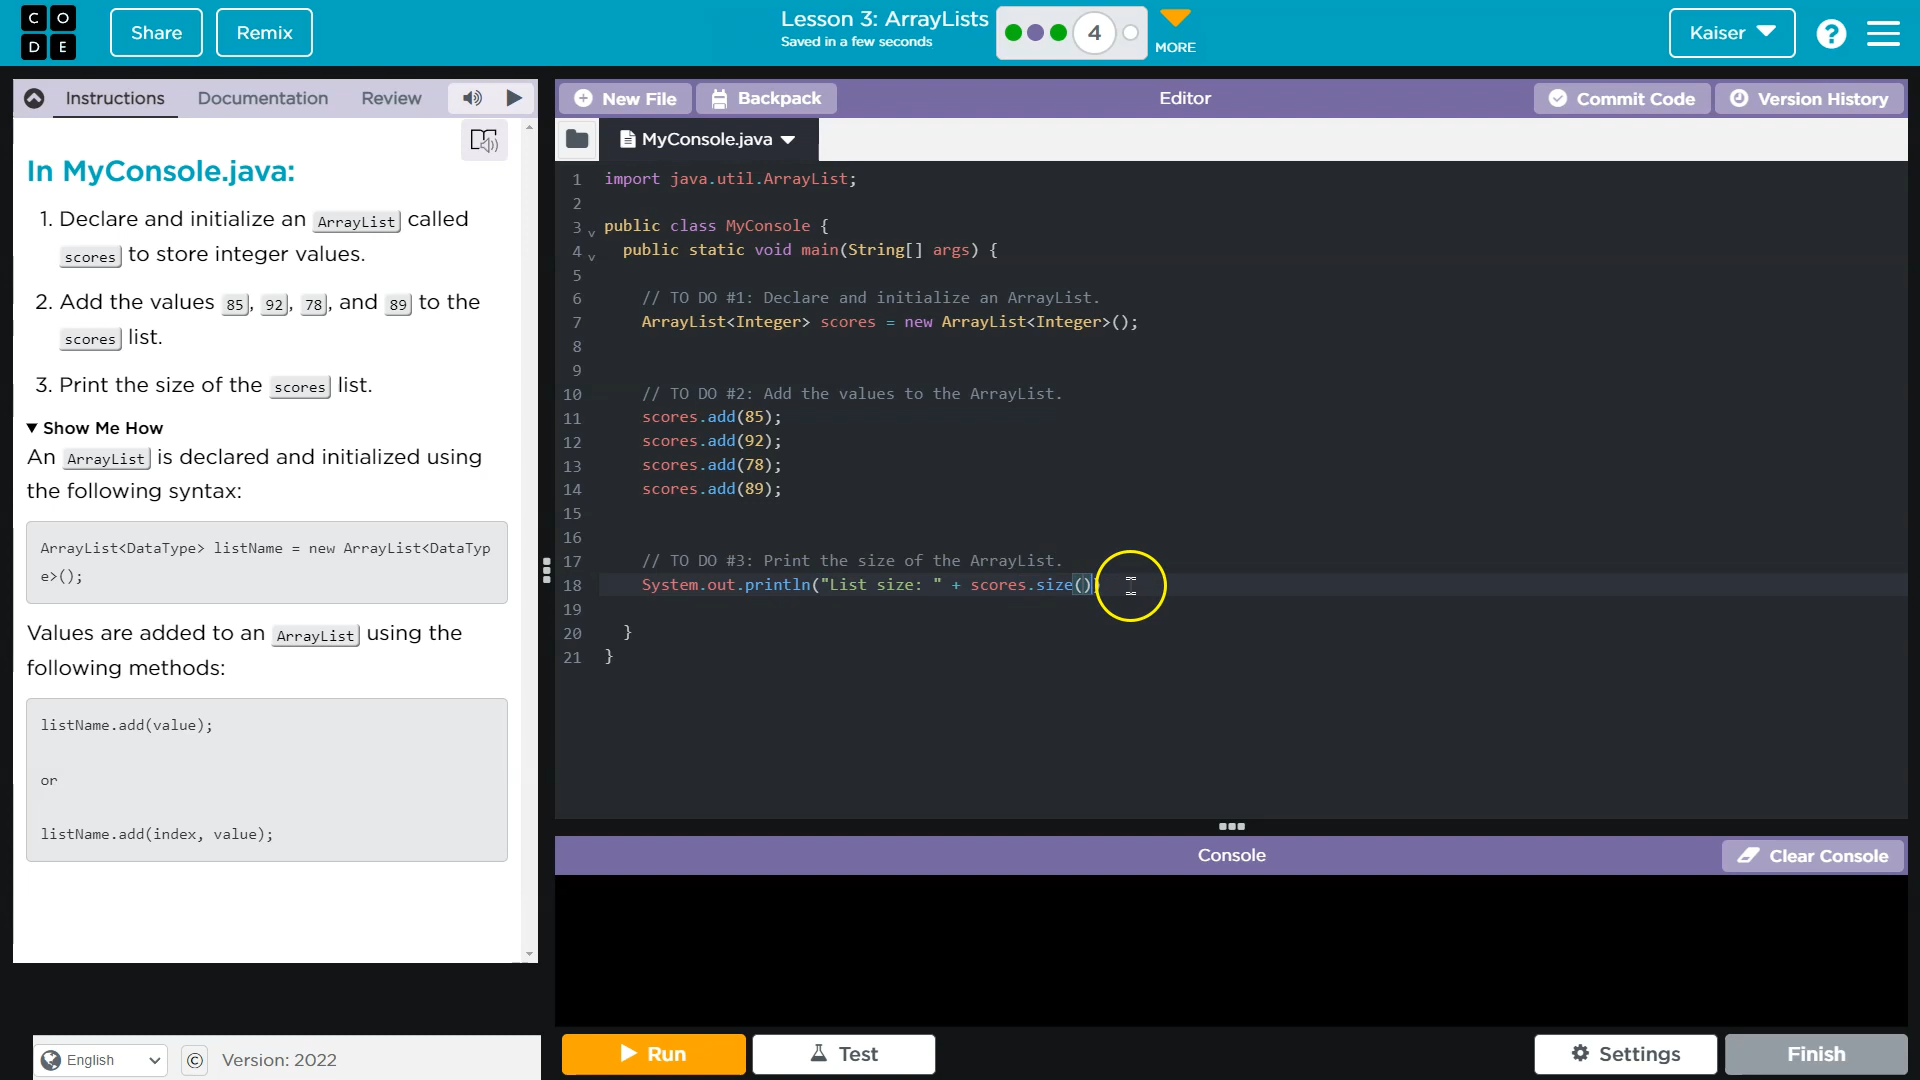 C O
D E
Share
Remix
Lesson 3: ArrayLists
Saved in a few seconds
4
MORE
Kaiser
?
Instructions
Documentation
Review
In MyConsole.java:
1. Declare and initialize an ArrayList called
scores to store integer values.
2. Add the values 85, 92, 78, and 89 to the
scores list.
3. Print the size of the scores list.
▼ Show Me How
An ArrayList is declared and initialized using
the following syntax:
ArrayList<DataType> listName = new ArrayList<DataTyp
e>();
Values are added to an ArrayList using the
following methods:
listName.add(value);
or
listName.add(index, value);
English
©
Version: 2022
New File
Backpack
Editor
Commit Code
Version History
MyConsole.java
1 import java.util.ArrayList;
2
3 public class MyConsole {
4 public static void main(String[] args) {
5
6 // TO DO #1: Declare and initialize an ArrayList.
7 ArrayList<Integer> scores = new ArrayList<Integer>();
8
9
10 // TO DO #2: Add the values to the ArrayList.
11 scores.add(85);
12 scores.add(92);
13 scores.add(78);
14 scores.add(89);
15
16
17 // TO DO #3: Print the size of the ArrayList.
18 System.out.println("List size: " + scores.size())
19
20 }
21 }
Console
Clear Console
Run
Test
Settings
Finish